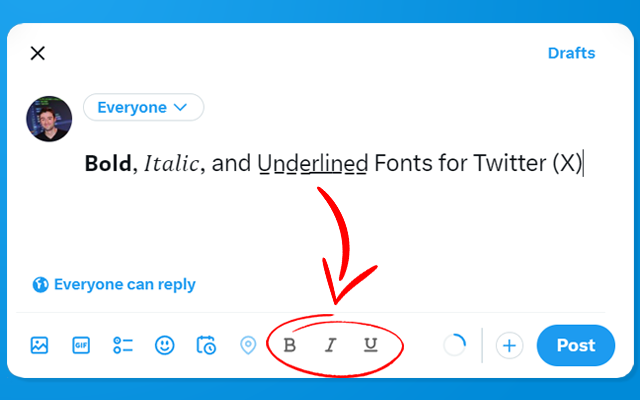 Drafts
Everyone
Bold, Italic, and Underlined Fonts for Twitter (X)
Everyone can reply
GIF B I U Post